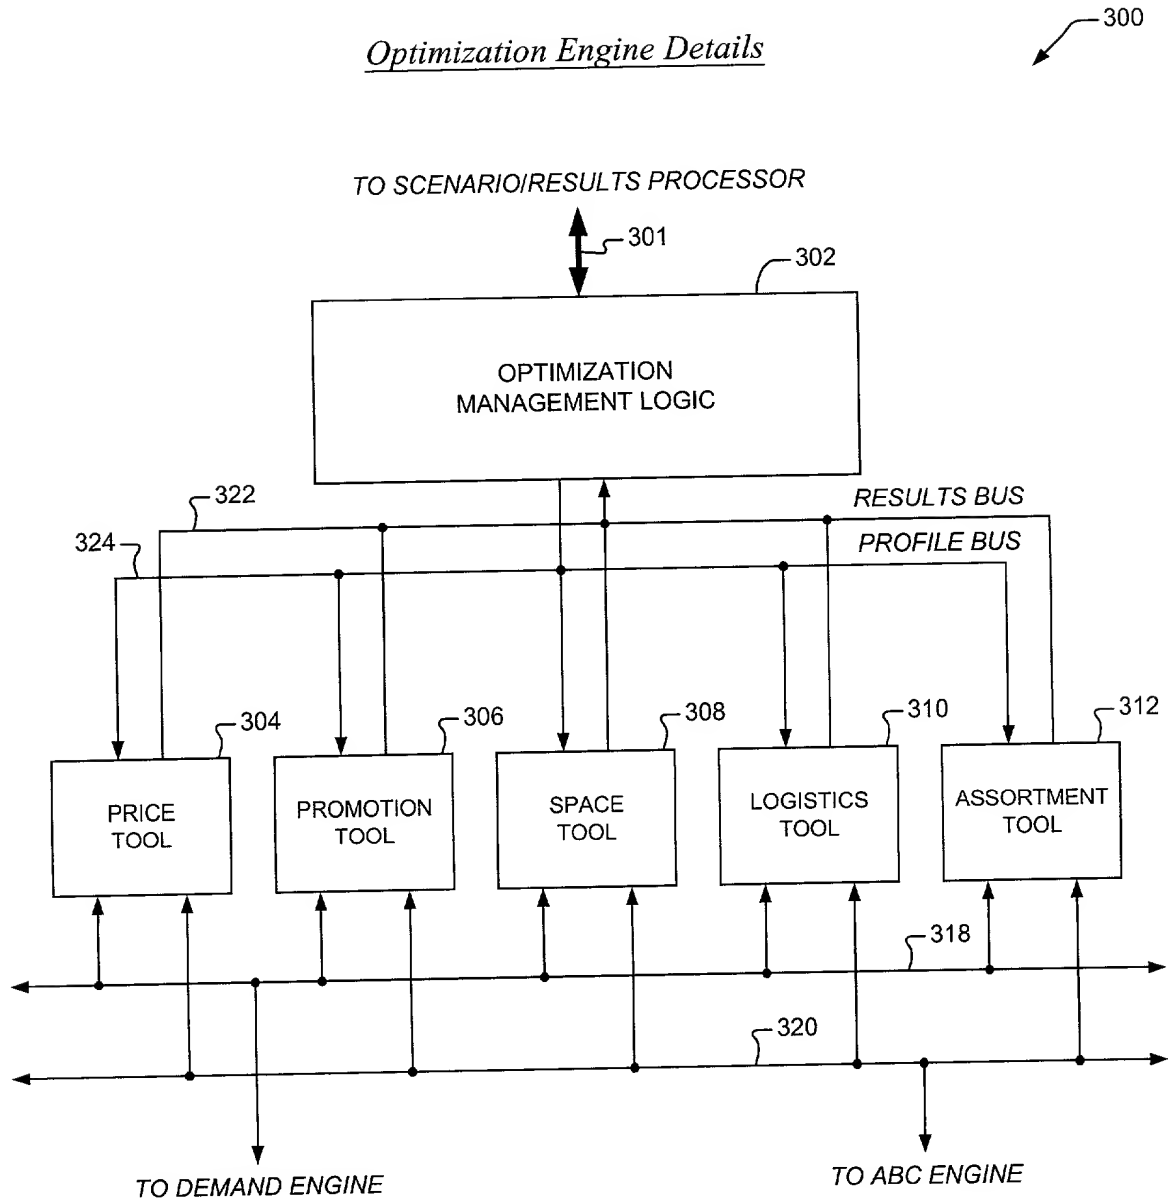 300
Optimization Engine Details
TO SCENARIO/RESULTS PROCESSOR
301
302
OPTIMIZATION
MANAGEMENT LOGIC
322
RESULTS BUS
324
PROFILE BUS
304
306
308
310
312
PRICE
TOOL
PROMOTION
TOOL
SPACE
TOOL
LOGISTICS
TOOL
ASSORTMENT
TOOL
318
320
TO DEMAND ENGINE
TO ABC ENGINE